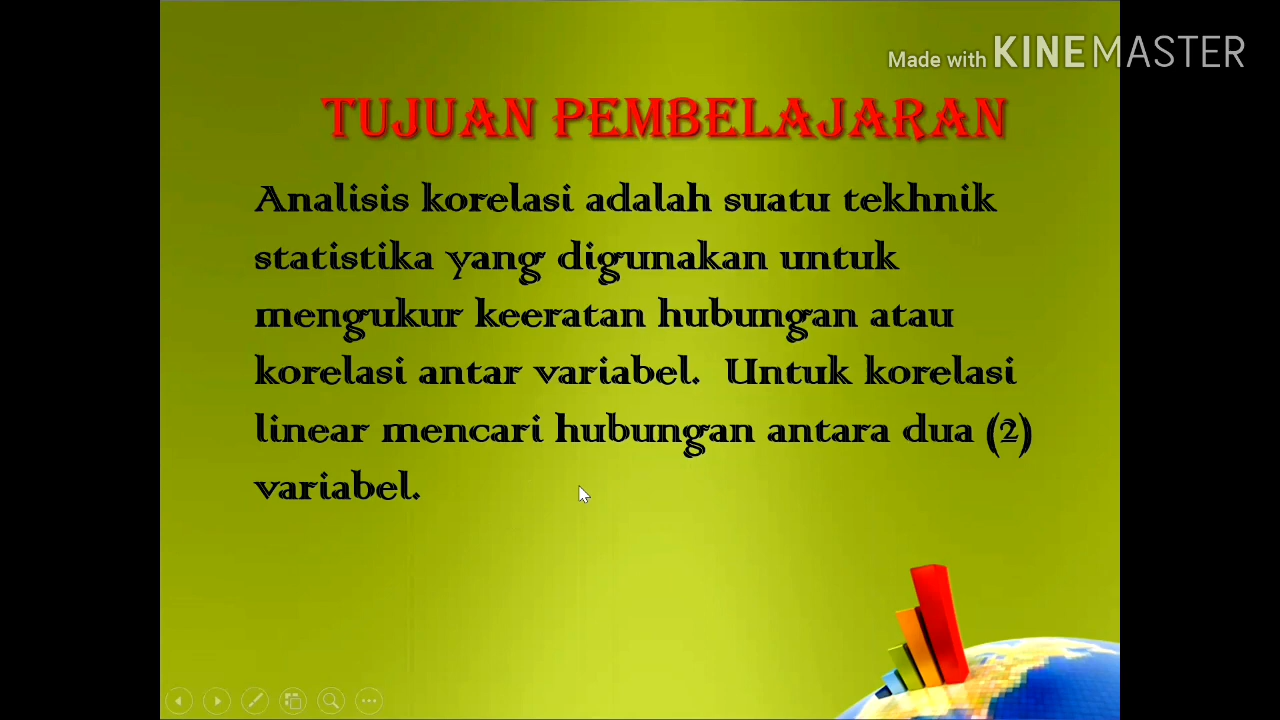 Made with KINEMASTER
TUJUAN PEMBELAJARAN
Analisis korelasi adalah suatu tekhnik
statistika yang digunakan untuk
mengukur keeratan hubungan atau
korelasi antar variabel. Untuk korelasi
linear mencari hubungan antara dua (2)
variabel.